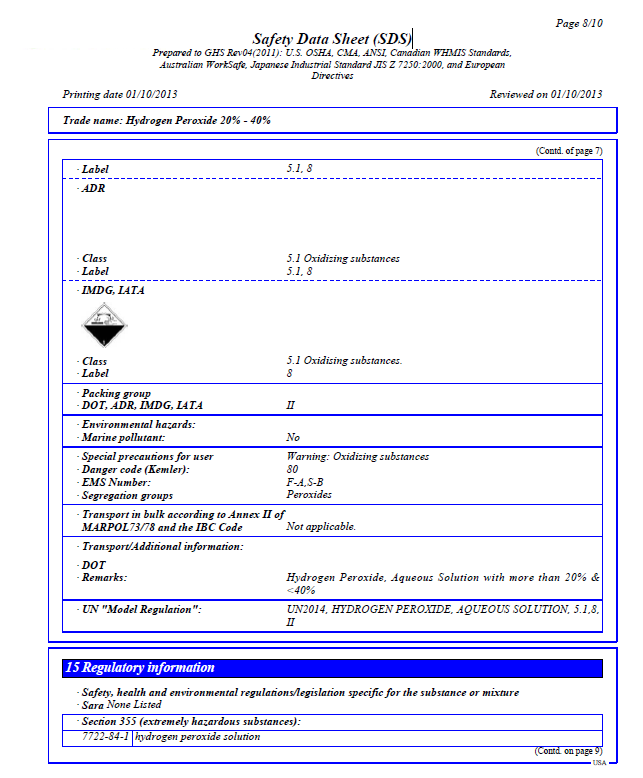 Page 8/10
Safety Data Sheet (SDS)
Prepared to GHS Rev04(2011): U.S. OSHA, CMA, ANSI, Canadian WHMIS Standards,
Australian WorkSafe, Japanese Industrial Standard JIS Z 7250:2000, and European
Directives
Printing date 01/10/2013 Reviewed on 01/10/2013
Trade name: Hydrogen Peroxide 20% - 40%
(Contd. of page 7)
· Label 5.1, 8
· ADR
· Class 5.1 Oxidizing substances
· Label 5.1, 8
· IMDG, IATA
· Class 5.1 Oxidising substances.
· Label 8
· Packing group
· DOT, ADR, IMDG, IATA II
· Environmental hazards:
· Marine pollutant: No
· Special precautions for user Warning: Oxidizing substances
· Danger code (Kemler): 80
· EMS Number: F-A,S-B
· Segregation groups Peroxides
· Transport in bulk according to Annex II of
MARPOL73/78 and the IBC Code Not applicable.
· Transport/Additional information:
· DOT
· Remarks: Hydrogen Peroxide, Aqueous Solution with more than 20% &
<40%
· UN "Model Regulation": UN2014, HYDROGEN PEROXIDE, AQUEOUS SOLUTION, 5.1,8,
II
15 Regulatory information
· Safety, health and environmental regulations/legislation specific for the substance or mixture
· Sara None Listed
· Section 355 (extremely hazardous substances):
7722-84-1 hydrogen peroxide solution
(Contd. on page 9)
USA